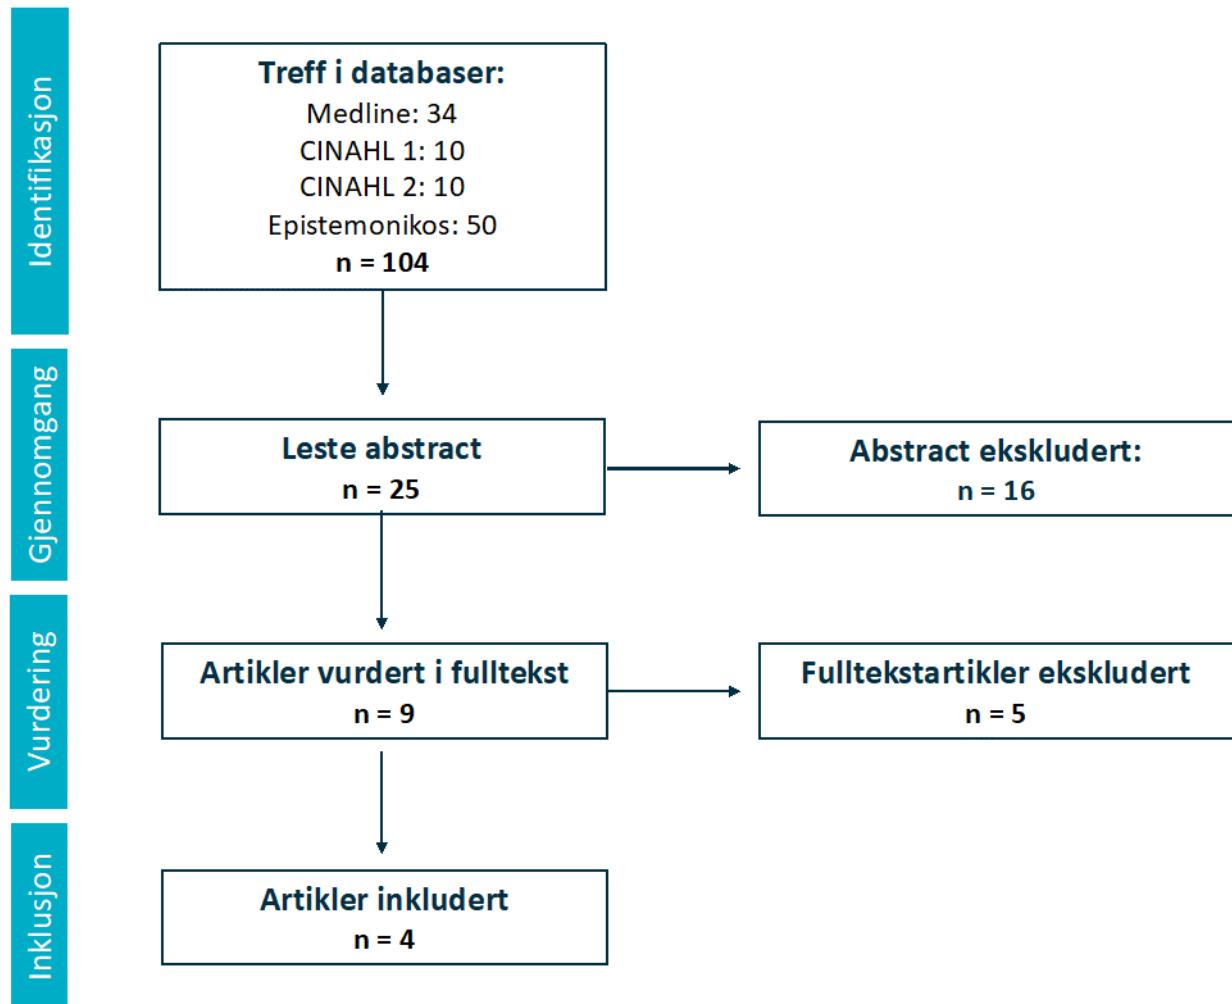 Identifikasjon
Treff i databaser:
Medline: 34
CINAHL 1: 10
CINAHL 2: 10
Epistemonikos: 50
n = 104
Gjennomgang
Leste abstract
n = 25
Abstract ekskludert:
n = 16
Vurdering
Artikler vurdert i fulltekst
n = 9
Fulltekstartikler ekskludert
n = 5
Inklusjon
Artikler inkludert
n = 4